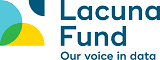 Lacuna
Fund
Our voice in data